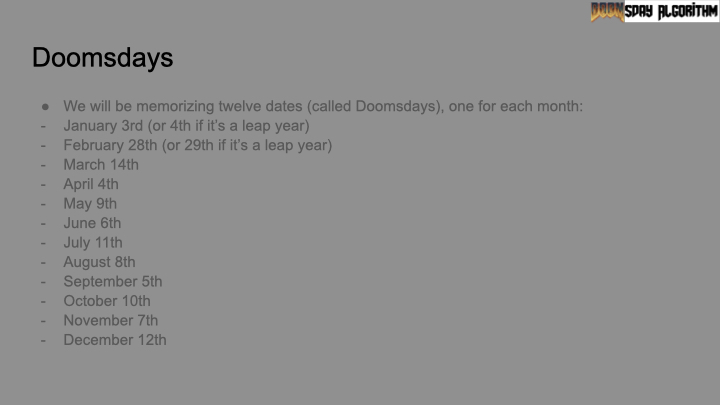 DOOMSDAY ALGORITHM
Doomsdays
● We will be memorizing twelve dates (called Doomsdays), one for each month:
- January 3rd (or 4th if it’s a leap year)
- February 28th (or 29th if it’s a leap year)
- March 14th
- April 4th
- May 9th
- June 6th
- July 11th
- August 8th
- September 5th
- October 10th
- November 7th
- December 12th